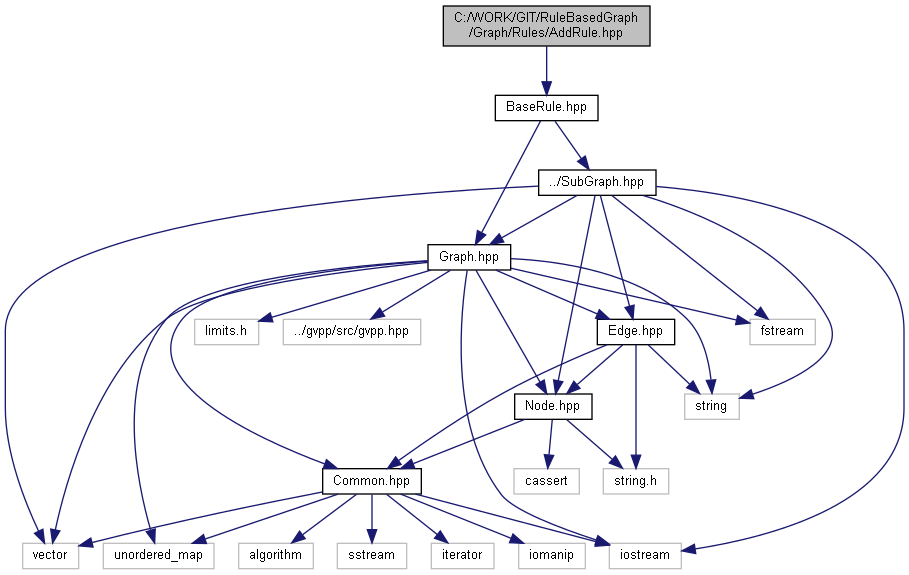 C:/WORK/GIT/RuleBasedGraph
/Graph/Rules/AddRule.hpp
BaseRule.hpp
../SubGraph.hpp
Graph.hpp
limits.h
../gvpp/src/gvpp.hpp
Edge.hpp
fstream
Node.hpp
string
Common.hpp
cassert
string.h
vector
unordered_map
algorithm
sstream
iterator
iomanip
iostream